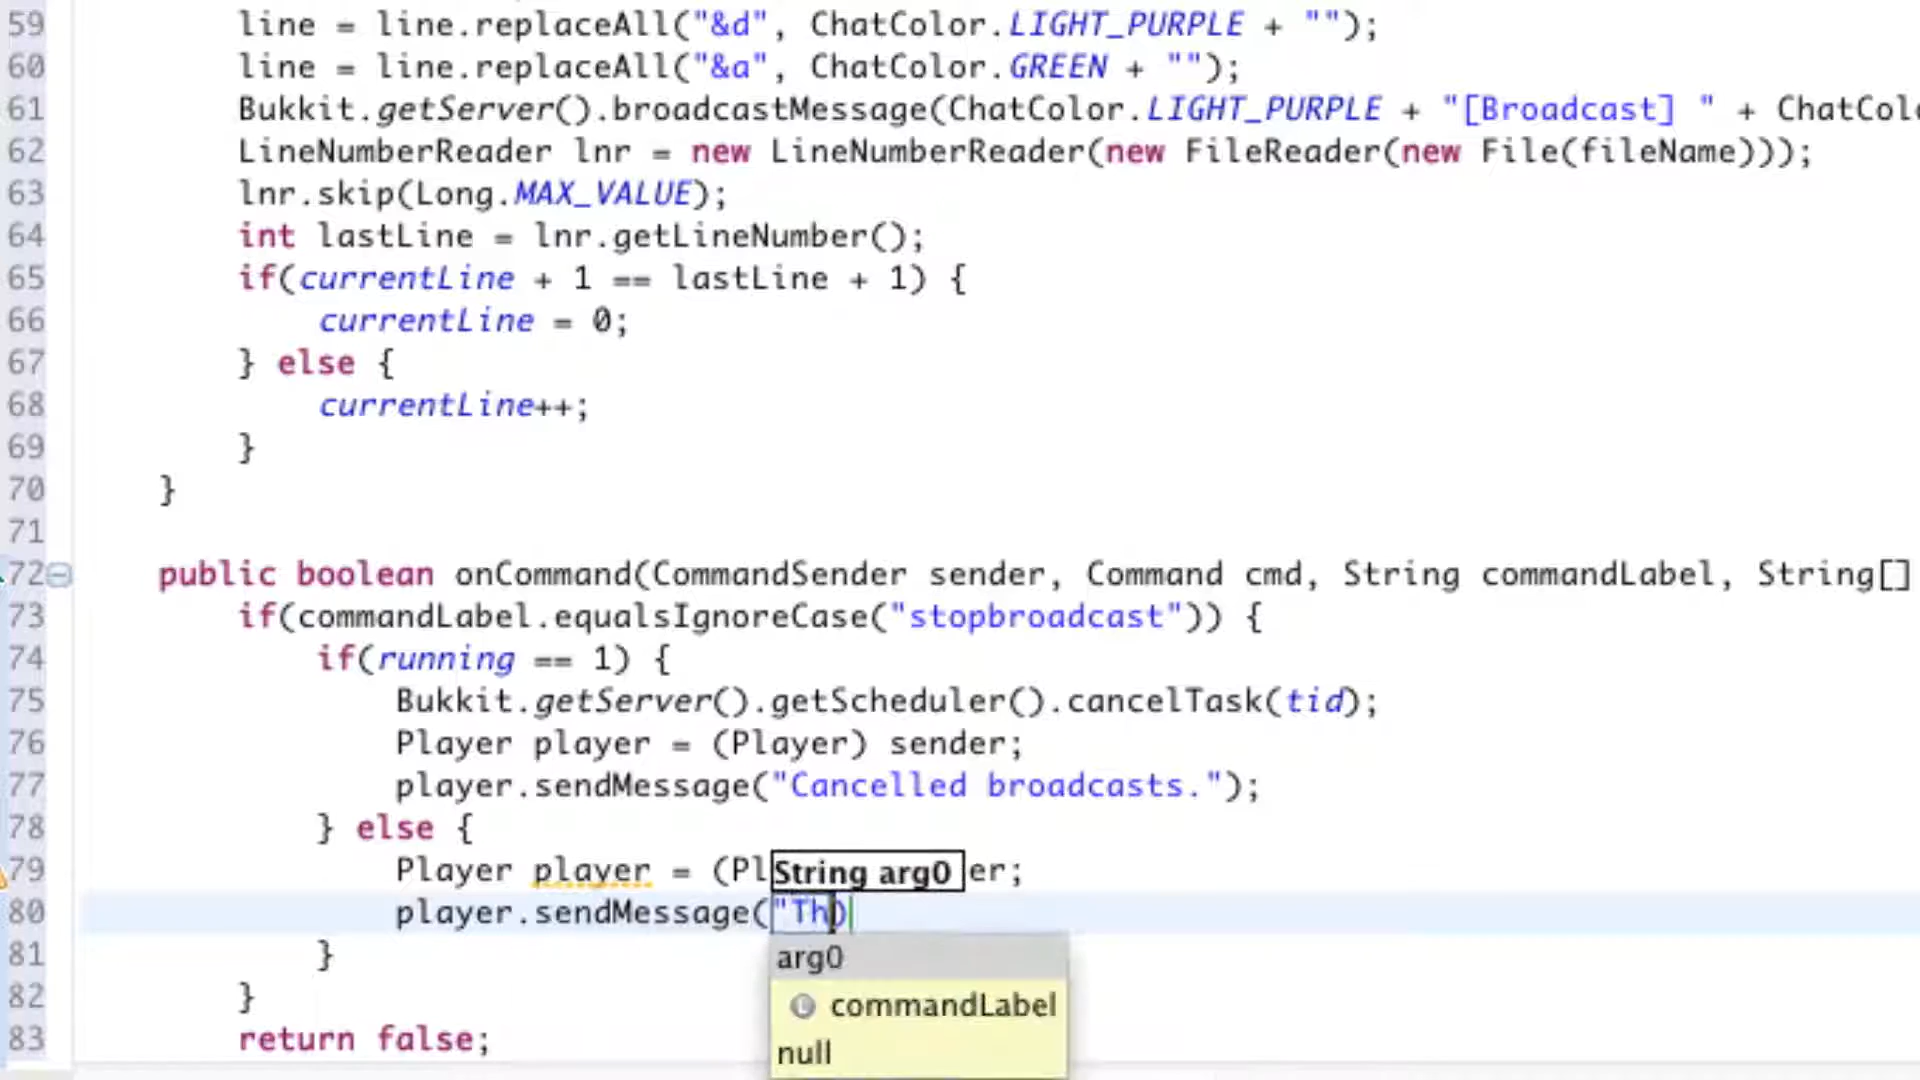 59 line = line.replaceAll("&d", ChatColor.LIGHT_PURPLE + "");
60 line = line.replaceAll("&a", ChatColor.GREEN + "");
61 Bukkit.getServer().broadcastMessage(ChatColor.LIGHT_PURPLE + "[Broadcast] " + ChatColo
62 LineNumberReader lnr = new LineNumberReader(new FileReader(new File(fileName)));
63 lnr.skip(Long.MAX_VALUE);
64 int lastLine = lnr.getLineNumber();
65 if(currentLine + 1 == lastLine + 1) {
66 currentLine = 0;
67 } else {
68 currentLine++;
69 }
70 }
71
72 public boolean onCommand(CommandSender sender, Command cmd, String commandLabel, String[]
73 if(commandLabel.equalsIgnoreCase("stopbroadcast")) {
74 if(running == 1) {
75 Bukkit.getServer().getScheduler().cancelTask(tid);
76 Player player = (Player) sender;
77 player.sendMessage("Cancelled broadcasts.");
78 } else {
79 Player player = (Pl String arg0 er;
80 player.sendMessage("Th)
81 }
arg0
82 }
commandLabel
83 return false;
null